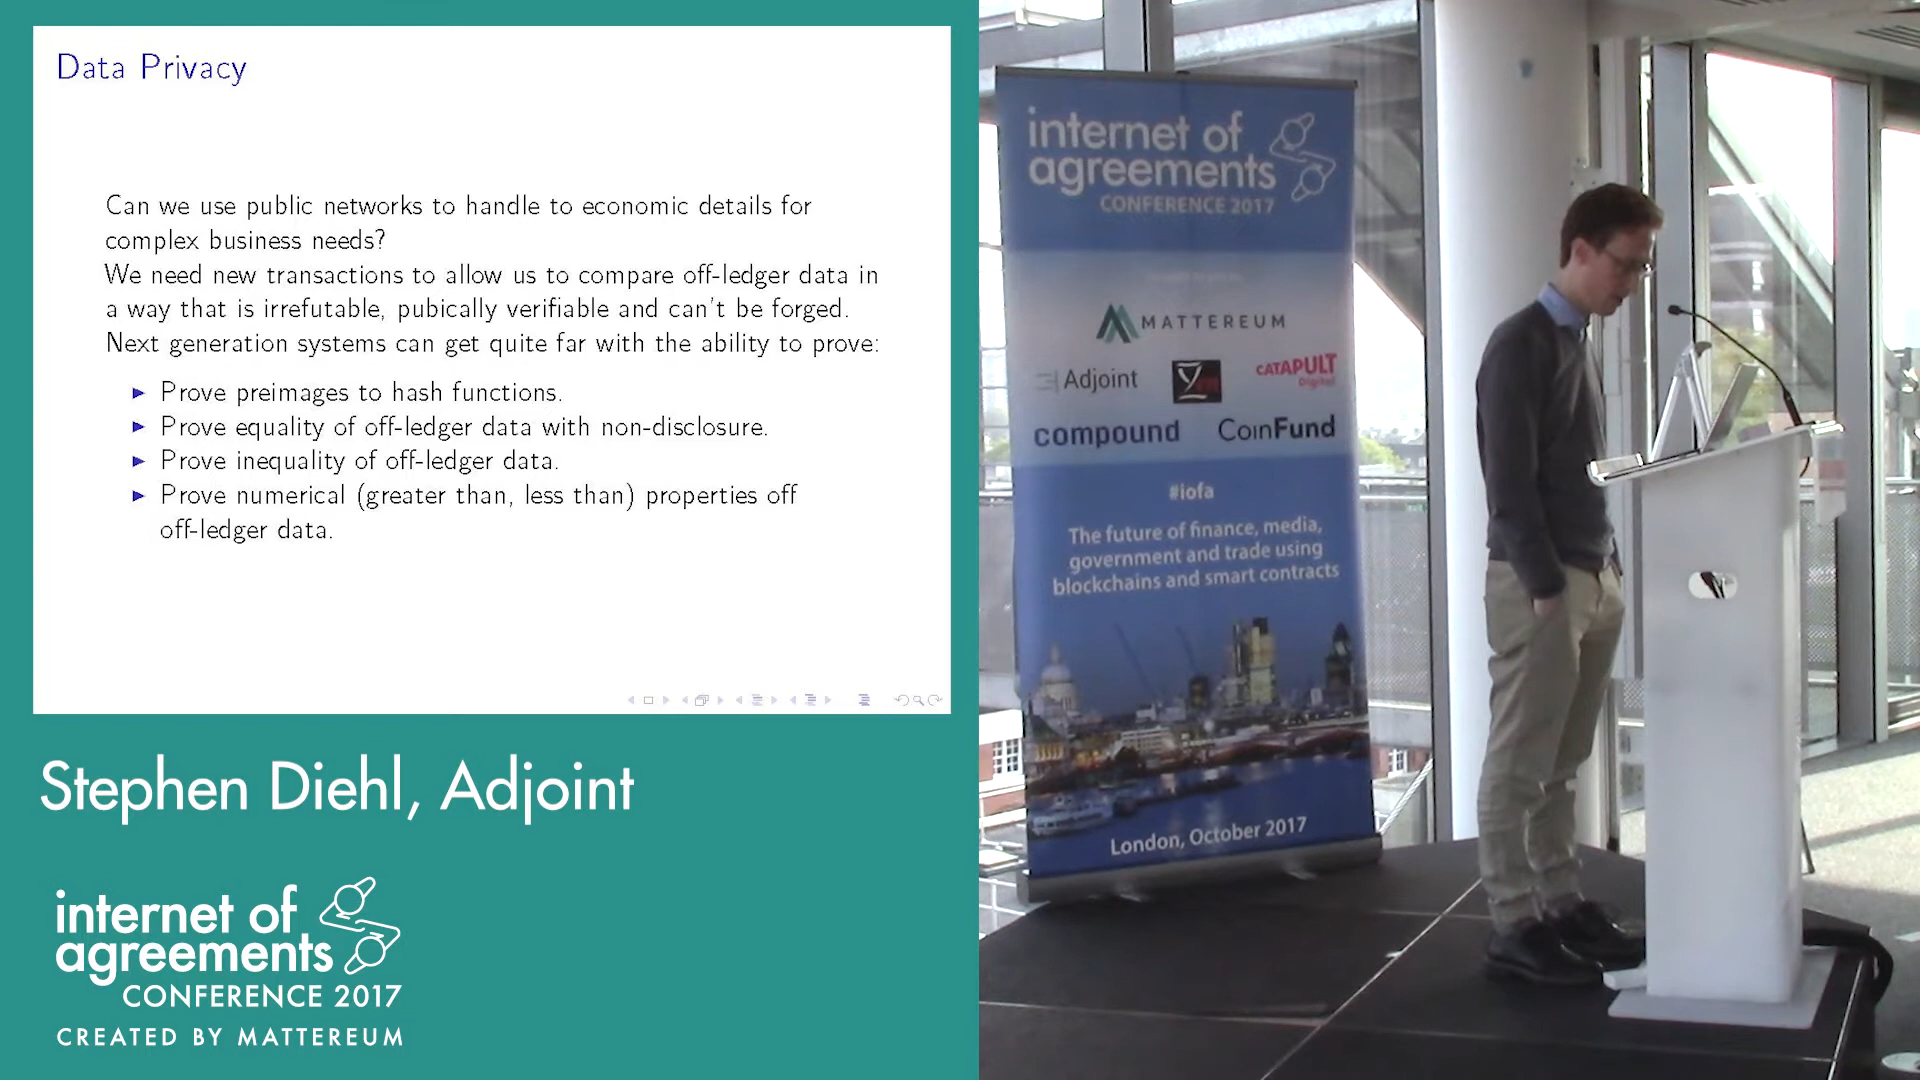 Data Privacy
Can we use public networks to handle to economic details for
complex business needs?
We need new transactions to allow us to compare off-ledger data in
a way that is irrefutable, pubically verifiable and can't be forged.
Next generation systems can get quite far with the ability to prove:
Prove preimages to hash functions.
Prove equality of off-ledger data with non-disclosure.
Prove inequality of off-ledger data.
Prove numerical (greater than, less than) properties off
off-ledger data.
Stephen Diehl, Adjoint
internet of
agreements
CONFERENCE 2017
CREATED BY MATTEREUM
internet of
agreements
CONFERENCE 2017
MATTEREUM
Adjoint
CATAPULT
Digital
compound
CoinFund
#iofa
The future of finance, media,
government and trade using
blockchains and smart contracts
London, October 2017